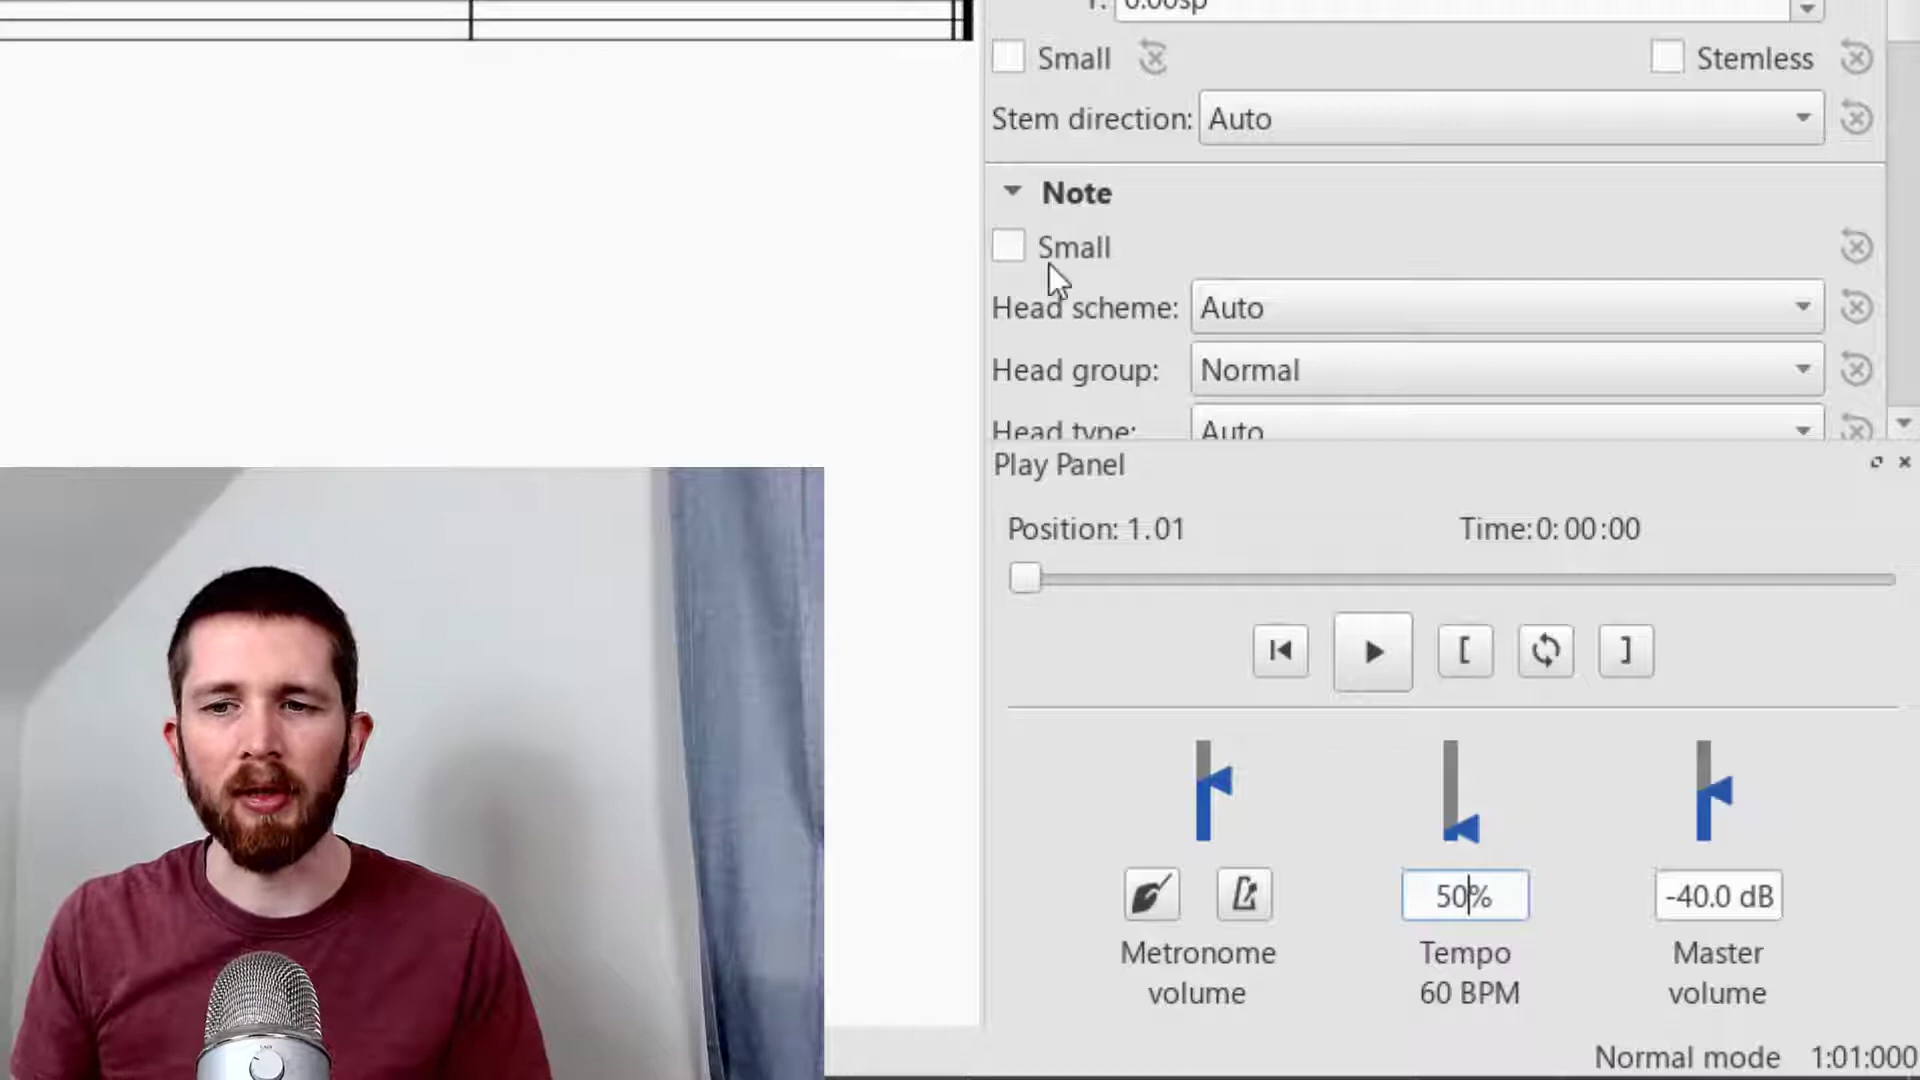 Y: 0.00sp
Small
Stemless
Stem direction: Auto
Note
Small
Head scheme: Auto
Head group: Normal
Head type: Auto
Play Panel
Position: 1.01 Time:0:00:00
[ ]
50% -40.0 dB
Metronome volume
Tempo
60 BPM
Master volume
Normal mode 1:01:000